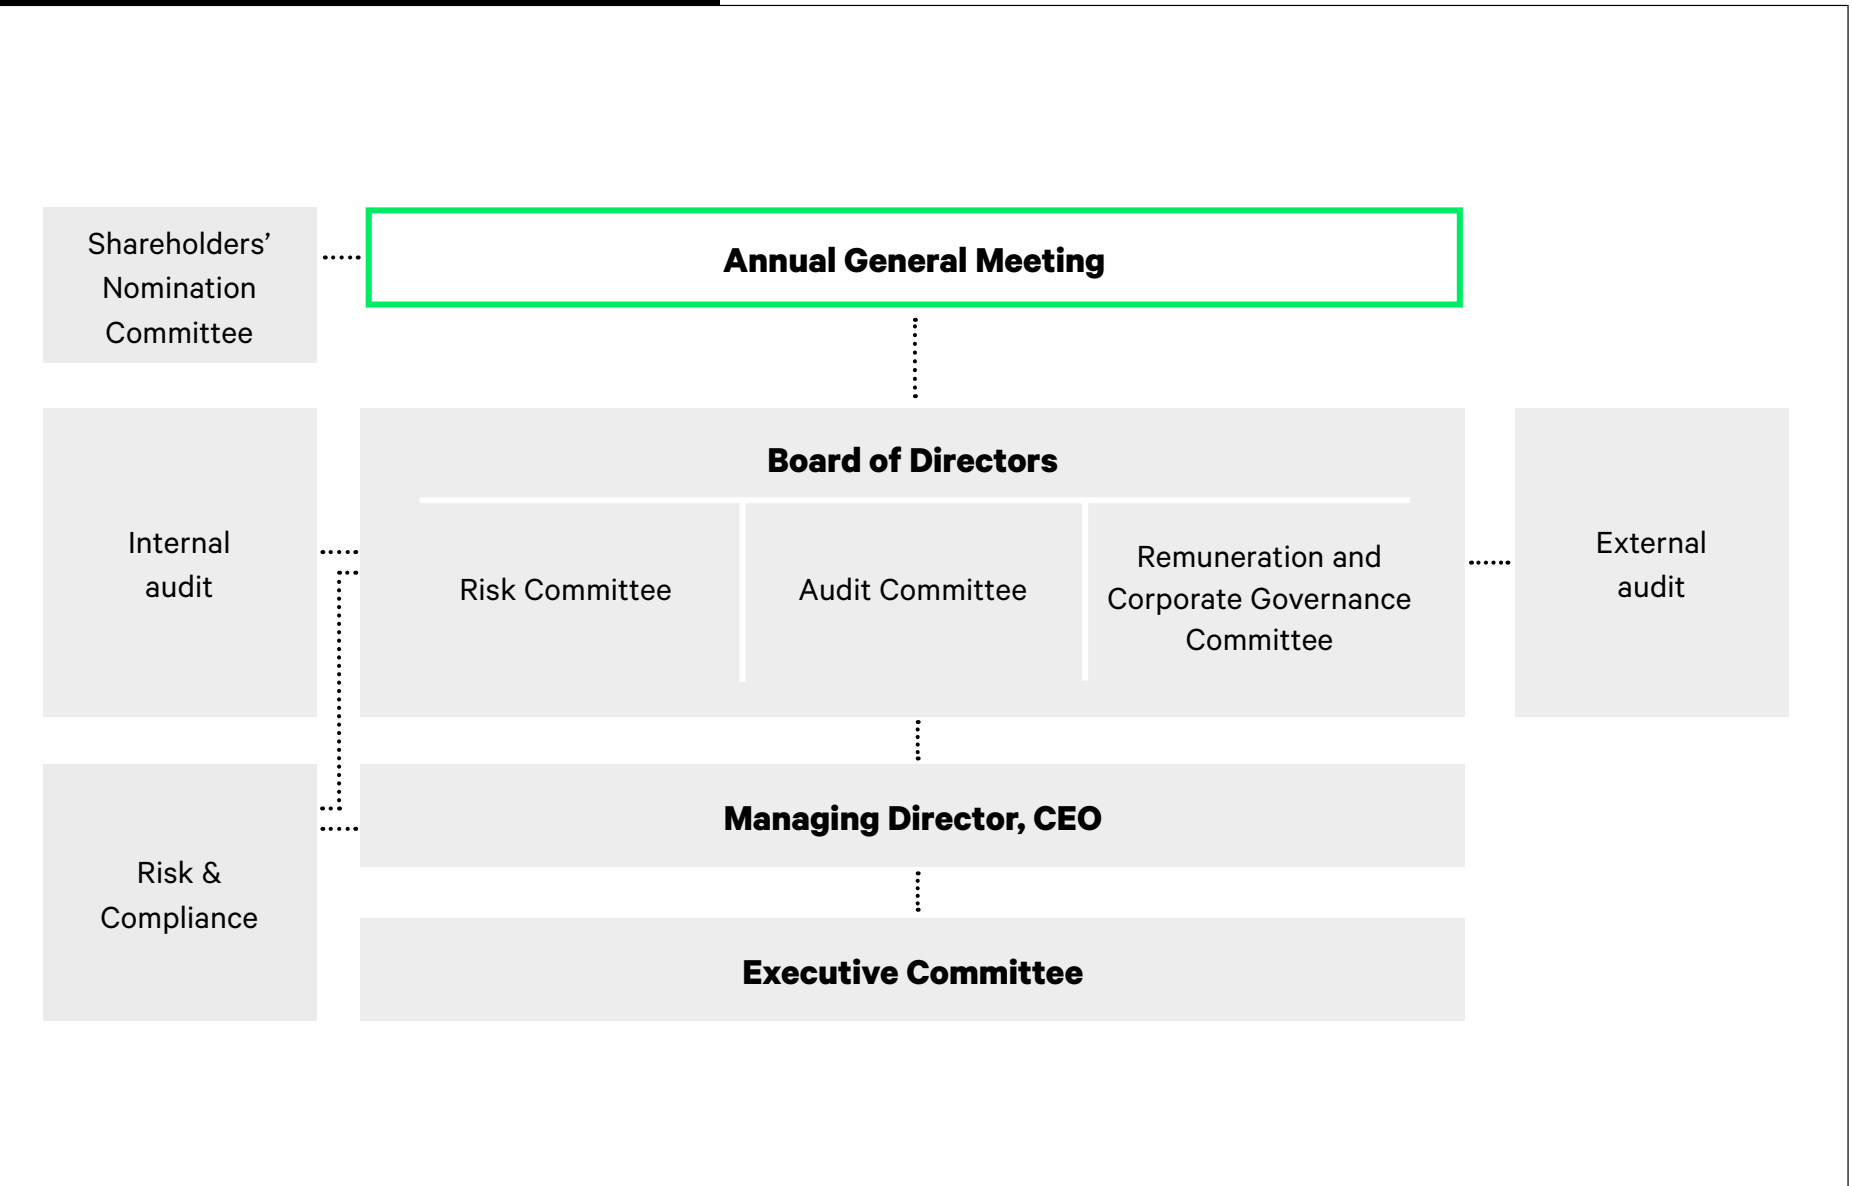 Shareholders’
Nomination
Committee
Annual General Meeting
Internal
audit
Board of Directors
Risk Committee
Audit Committee
Remuneration and
Corporate Governance
Committee
External
audit
Risk &
Compliance
Managing Director, CEO
Executive Committee